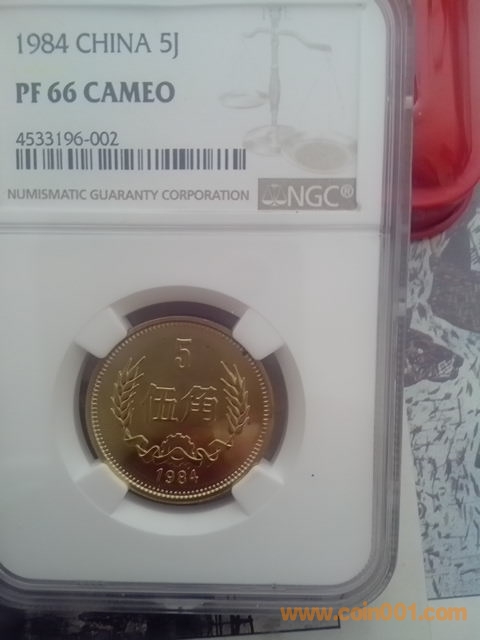 1984 CHINA 5J
PF 66 CAMEO
4533196-002
NUMISMATIC GUARANTY CORPORATION
NGC®
5
伍角
1984
www.coin001.com